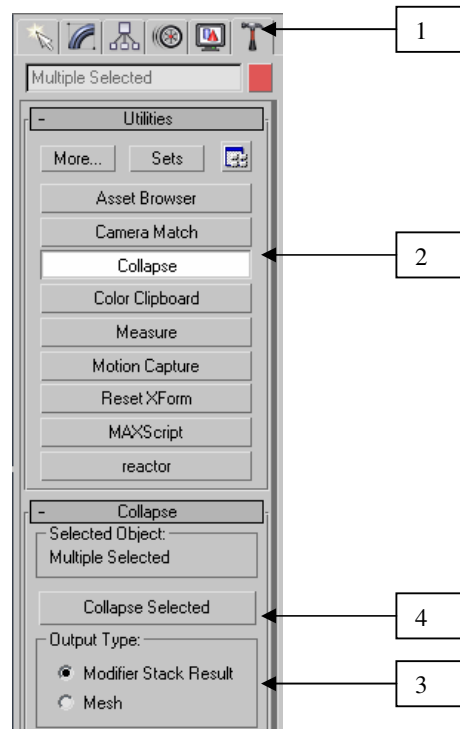 1
Multiple Selected
- Utilities
More... Sets
Asset Browser
Camera Match
2
Collapse
Color Clipboard
Measure
Motion Capture
Reset XForm
MAXScript
reactor
- Collapse
Selected Object:
Multiple Selected
Collapse Selected
4
Output Type:
Modifier Stack Result
3
Mesh